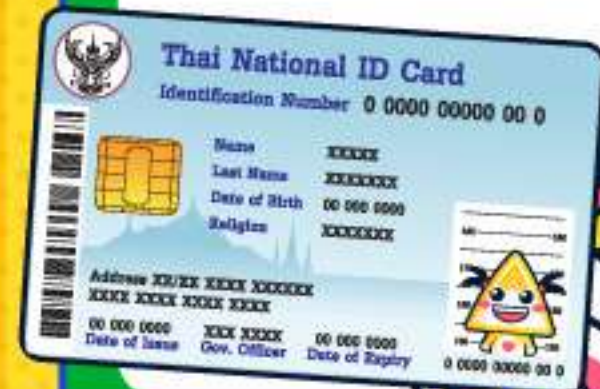 Thai National ID Card
Identification Number 0 0000 00000 00 0
Name XXXXX
Last Name XXXXXXX
Date of Birth 00 000 0000
Religion XXXXXXX
Address XX/XX XXXX XXXXXX
XXXX XXXX XXXX XXXX
00 000 0000 XXX XXXX 00 000 0000
Date of Issue Gov. Officer Date of Expiry
0 0000 00000 00 0